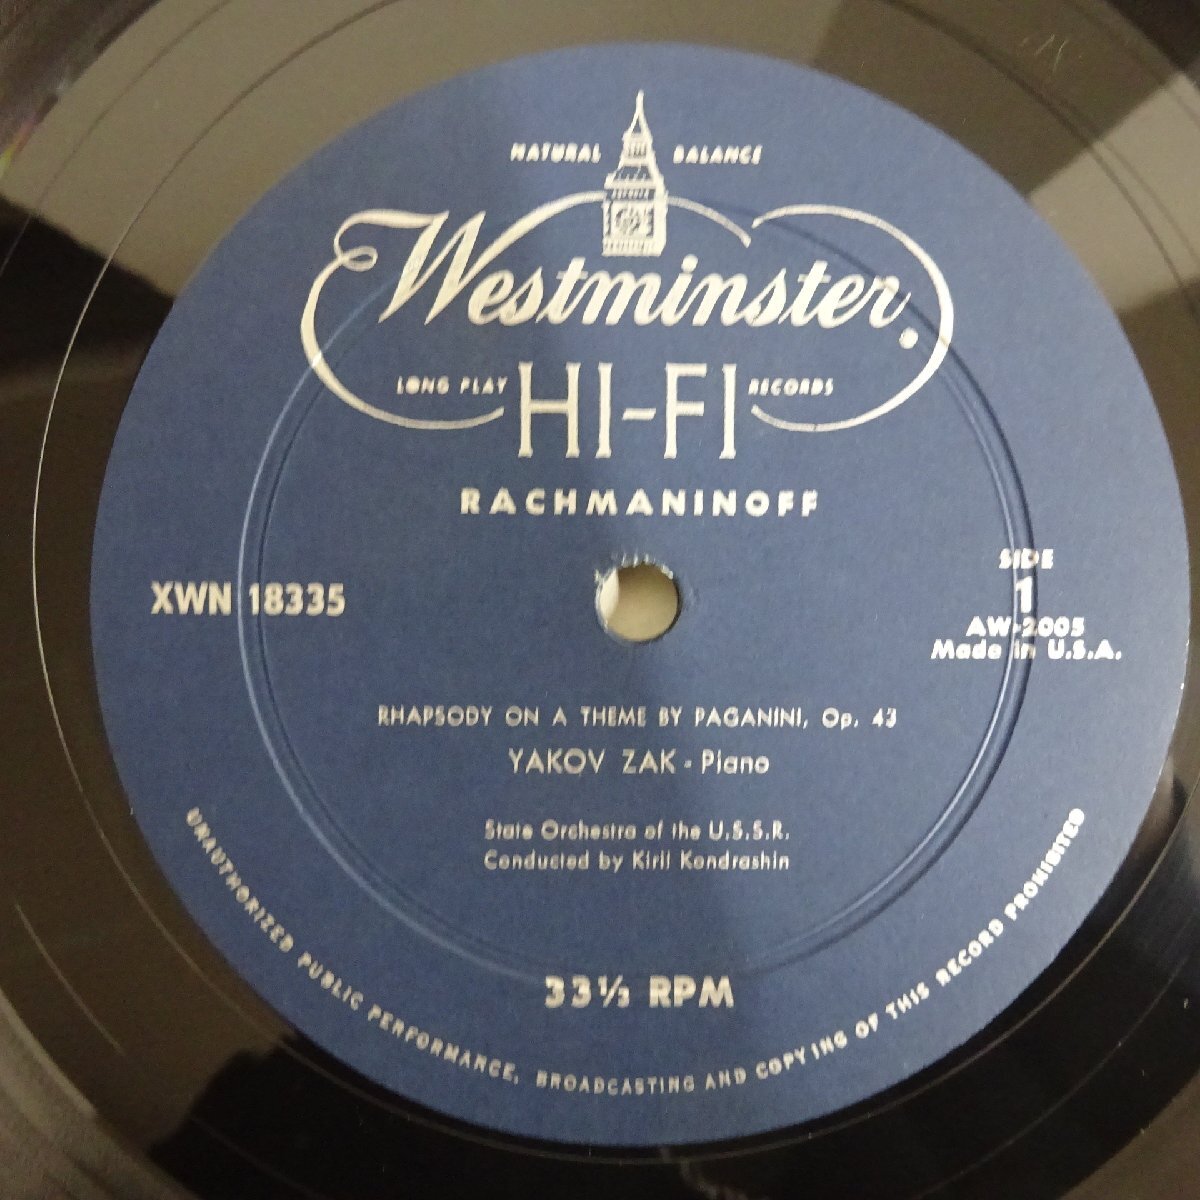 NATURAL BALANCE
Westminster.
LONG PLAY HI-FI RECORDS
RACHMANINOFF
XWN 18335
SIDE
1
AW-2005
Made in U.S.A.
RHAPSODY ON A THEME BY PAGANINI, Op. 43
YAKOV ZAK - Piano
State Orchestra of the U.S.S.R.
Conducted by Kiril Kondrashin
33⅓ RPM
UNAUTHORIZED PUBLIC PERFORMANCE, BROADCASTING AND COPYING OF THIS RECORD PROHIBITED